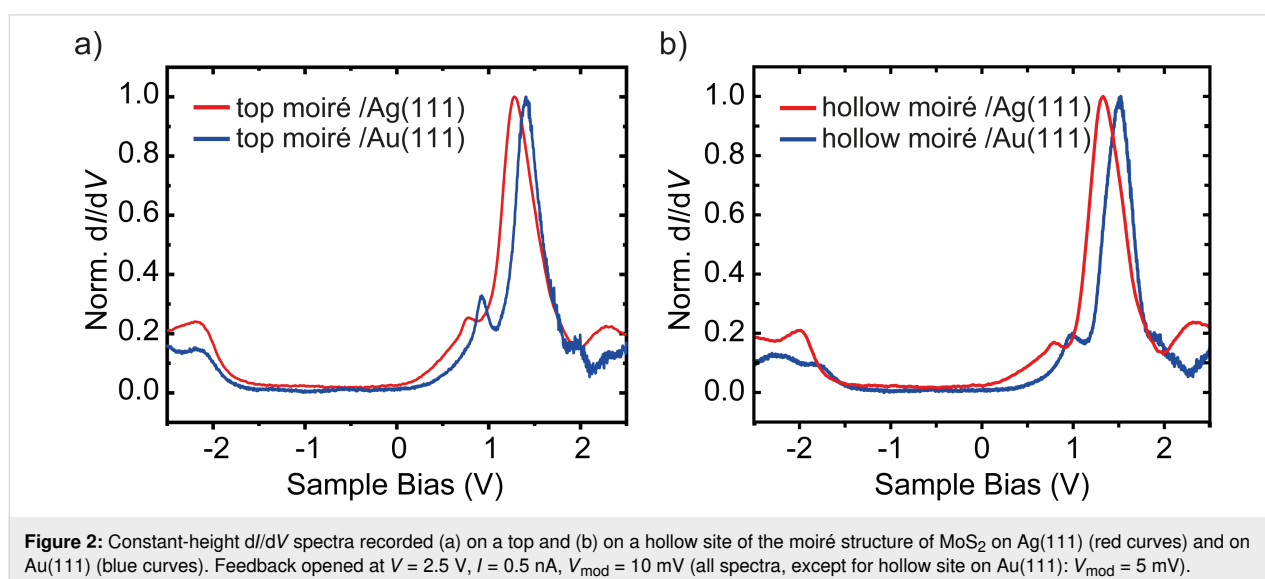 a)
Norm. dI/dV
1.0
0.8
0.6
0.4
0.2
0.0
top moiré /Ag(111)
top moiré /Au(111)
-2 -1 0 1 2
Sample Bias (V)
b)
Norm. dI/dV
1.0
0.8
0.6
0.4
0.2
0.0
hollow moiré /Ag(111)
hollow moiré /Au(111)
-2 -1 0 1 2
Sample Bias (V)
Figure 2: Constant-height dI/dV spectra recorded (a) on a top and (b) on a hollow site of the moiré structure of MoS₂ on Ag(111) (red curves) and on
Au(111) (blue curves). Feedback opened at V = 2.5 V, I = 0.5 nA, Vmod = 10 mV (all spectra, except for hollow site on Au(111): Vmod = 5 mV).